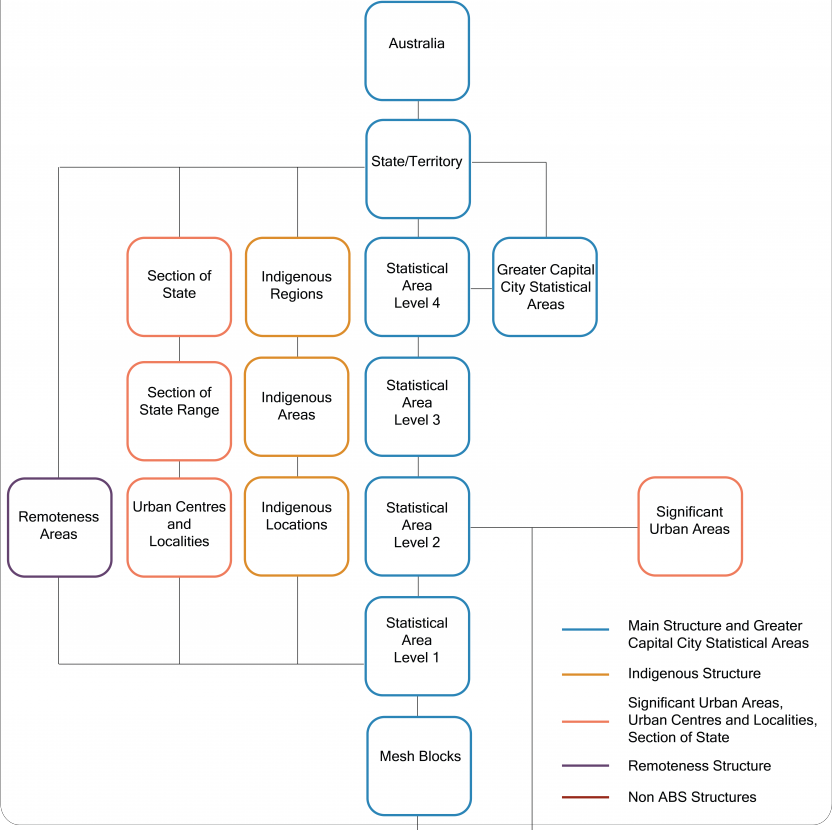 Australia
State/Territory
Section of
State
Indigenous
Regions
Statistical
Area
Level 4
Greater Capital
City Statistical
Areas
Section of
State Range
Indigenous
Areas
Statistical
Area
Level 3
Remoteness
Areas
Urban Centres
and
Localities
Indigenous
Locations
Statistical
Area
Level 2
Significant
Urban Areas
Statistical
Area
Level 1
Mesh Blocks
Main Structure and Greater
Capital City Statistical Areas
Indigenous Structure
Significant Urban Areas,
Urban Centres and Localities,
Section of State
Remoteness Structure
Non ABS Structures